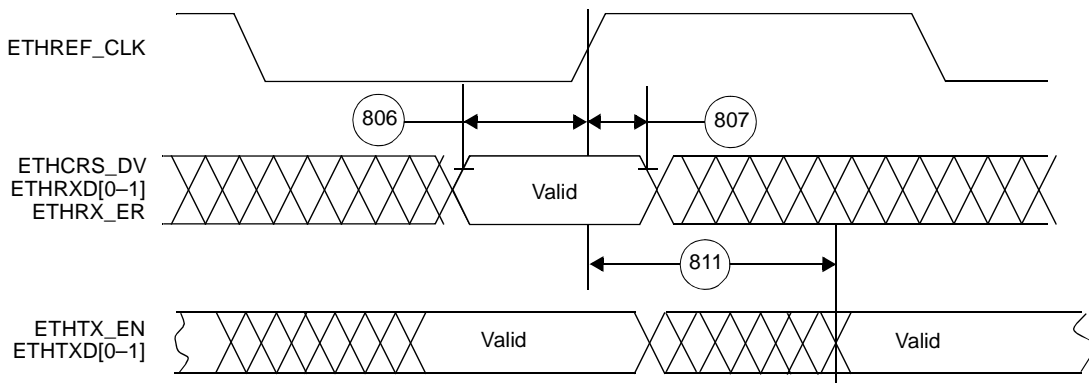 ETHREF_CLK
806
807
ETHCRS_DV
ETHRXD[0–1]
ETHRX_ER
Valid
811
ETHTX_EN
ETHTXD[0–1]
Valid
Valid